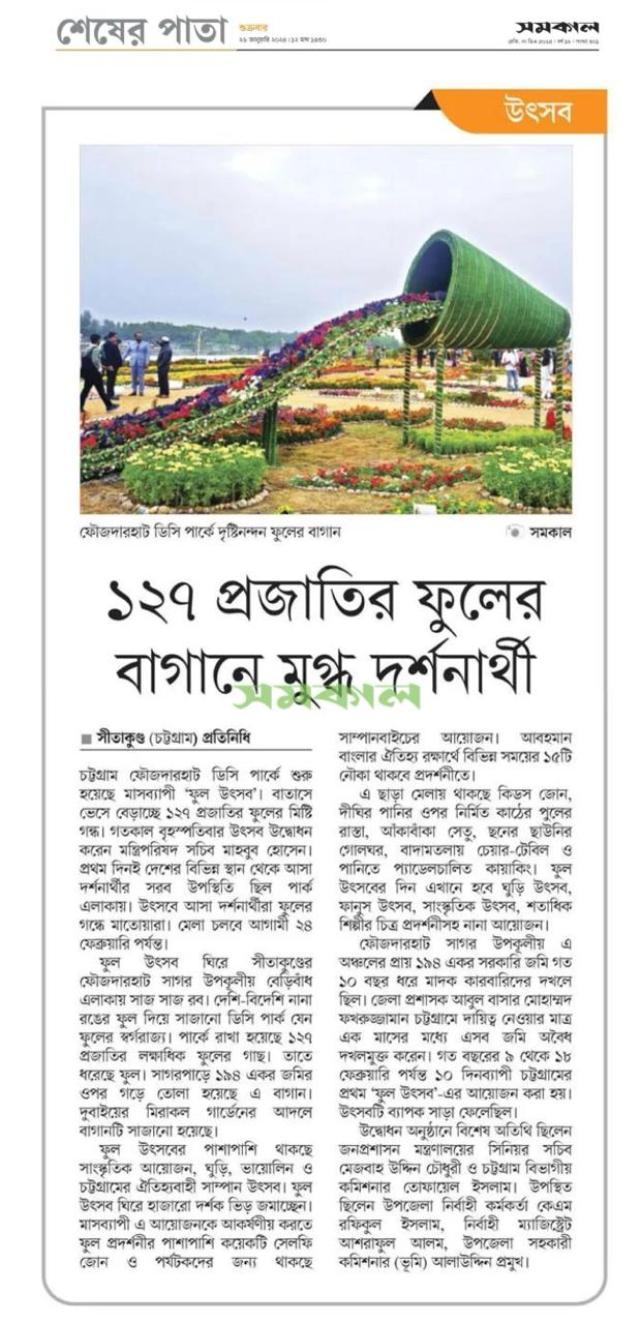 শেষের পাতা
শুক্রবার
২৬ জানুয়ারি ২০২৪ । ১২ মাঘ ১৪৩০
সমকাল
উৎসব
ফৌজদারহাট ডিসি পার্কে দৃষ্টিনন্দন ফুলের বাগান
সমকাল
১২৭ প্রজাতির ফুলের
বাগানে মুগ্ধ দর্শনার্থী
সমকাল
■ সীতাকুণ্ড (চট্টগ্রাম) প্রতিনিধি
চট্টগ্রাম ফৌজদারহাট ডিসি পার্কে শুরু
হয়েছে মাসব্যাপী ‘ফুল উৎসব’। বাতাসে
ভেসে বেড়াচ্ছে ১২৭ প্রজাতির ফুলের মিষ্টি
গন্ধ। গতকাল বৃহস্পতিবার উৎসব উদ্বোধন
করেন মন্ত্রিপরিষদ সচিব মাহবুব হোসেন।
প্রথম দিনই দেশের বিভিন্ন স্থান থেকে আসা
দর্শনার্থীর সরব উপস্থিতি ছিল পার্ক
এলাকায়। উৎসবে আসা দর্শনার্থীরা ফুলের
গন্ধে মাতোয়ারা। মেলা চলবে আগামী ২৪
ফেব্রুয়ারি পর্যন্ত।
ফুল উৎসব ঘিরে সীতাকুণ্ডের
ফৌজদারহাট সাগর উপকূলীয় বেড়িবাঁধ
এলাকায় সাজ সাজ রব। দেশি-বিদেশি নানা
রঙের ফুল দিয়ে সাজানো ডিসি পার্ক যেন
ফুলের স্বর্গরাজ্য। পার্কে রাখা হয়েছে ১২৭
প্রজাতির লক্ষাধিক ফুলের গাছ। তাতে
ধরেছে ফুল। সাগরপাড়ে ১৯৪ একর জমির
ওপর গড়ে তোলা হয়েছে এ বাগান।
দুবাইয়ের মিরাকল গার্ডেনের আদলে
বাগানটি সাজানো হয়েছে।
ফুল উৎসবের পাশাপাশি থাকছে
সাংস্কৃতিক আয়োজন, ঘুড়ি, ভায়োলিন ও
চট্টগ্রামের ঐতিহ্যবাহী সাম্পান উৎসব। ফুল
উৎসব ঘিরে হাজারো দর্শক ভিড় জমাচ্ছেন।
মাসব্যাপী এ আয়োজনকে আকর্ষণীয় করতে
ফুল প্রদর্শনীর পাশাপাশি কয়েকটি সেলফি
জোন ও পর্যটকদের জন্য থাকছে
সাম্পানবাইচের আয়োজন। আবহমান
বাংলার ঐতিহ্য রক্ষার্থে বিভিন্ন সময়ের ১৫টি
নৌকা থাকবে প্রদর্শনীতে।
এ ছাড়া মেলায় থাকছে কিডস জোন,
দীঘির পানির ওপর নির্মিত কাঠের পুলের
রাস্তা, আঁকাবাঁকা সেতু, ছনের ছাউনির
গোলঘর, বাদামতলায় চেয়ার-টেবিল ও
পানিতে প্যাডেলচালিত কায়াকিং। ফুল
উৎসবের দিন এখানে হবে ঘুড়ি উৎসব,
ফানুস উৎসব, সাংস্কৃতিক উৎসব, শতাধিক
শিল্পীর চিত্র প্রদর্শনীসহ নানা আয়োজন।
ফৌজদারহাট সাগর উপকূলীয় এ
অঞ্চলের প্রায় ১৯৪ একর সরকারি জমি গত
১০ বছর ধরে মাদক কারবারিদের দখলে
ছিল। জেলা প্রশাসক আবুল বাসার মোহাম্মদ
ফখরুজ্জামান চট্টগ্রামে দায়িত্ব নেওয়ার মাত্র
এক মাসের মধ্যে এসব জমি অবৈধ
দখলমুক্ত করেন। গত বছরের ৯ থেকে ১৮
ফেব্রুয়ারি পর্যন্ত ১০ দিনব্যাপী চট্টগ্রামের
প্রথম ‘ফুল উৎসব’-এর আয়োজন করা হয়।
উৎসবটি ব্যাপক সাড়া ফেলেছিল।
উদ্বোধন অনুষ্ঠানে বিশেষ অতিথি ছিলেন
জনপ্রশাসন মন্ত্রণালয়ের সিনিয়র সচিব
মেজবাহ উদ্দিন চৌধুরী ও চট্টগ্রাম বিভাগীয়
কমিশনার তোফায়েল ইসলাম। উপস্থিত
ছিলেন উপজেলা নির্বাহী কর্মকর্তা কেএম
রফিকুল ইসলাম, নির্বাহী ম্যাজিস্ট্রেট
আশরাফুল আলম, উপজেলা সহকারী
কমিশনার (ভূমি) আলাউদ্দিন প্রমুখ।